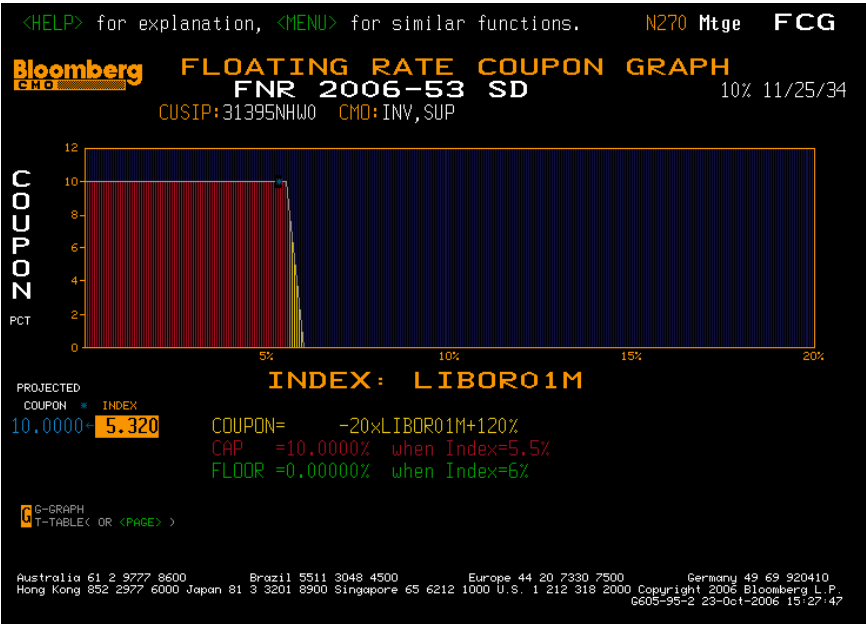 <HELP> for explanation, <MENU> for similar functions. N270 Mtge FCG
Bloomberg FLOATING RATE COUPON GRAPH
CMO FNR 2006-53 SD 10% 11/25/34
CUSIP:31395NHW0 CMO:INV,SUP
COUPON
PCT
12
10
8
6
4
2
0
5% 10% 15% 20%
INDEX: LIBOR01M
PROJECTED
COUPON * INDEX
10.0000← 5.320 COUPON= -20xLIBOR01M+120%
CAP =10.0000% when Index=5.5%
FLOOR =0.00000% when Index=6%
G G-GRAPH
T-TABLE( OR <PAGE> )
Australia 61 2 9777 8600 Brazil 5511 3048 4500 Europe 44 20 7330 7500 Germany 49 69 920410
Hong Kong 852 2977 6000 Japan 81 3 3201 8900 Singapore 65 6212 1000 U.S. 1 212 318 2000 Copyright 2006 Bloomberg L.P.
G605-95-2 23-Oct-2006 15:27:47